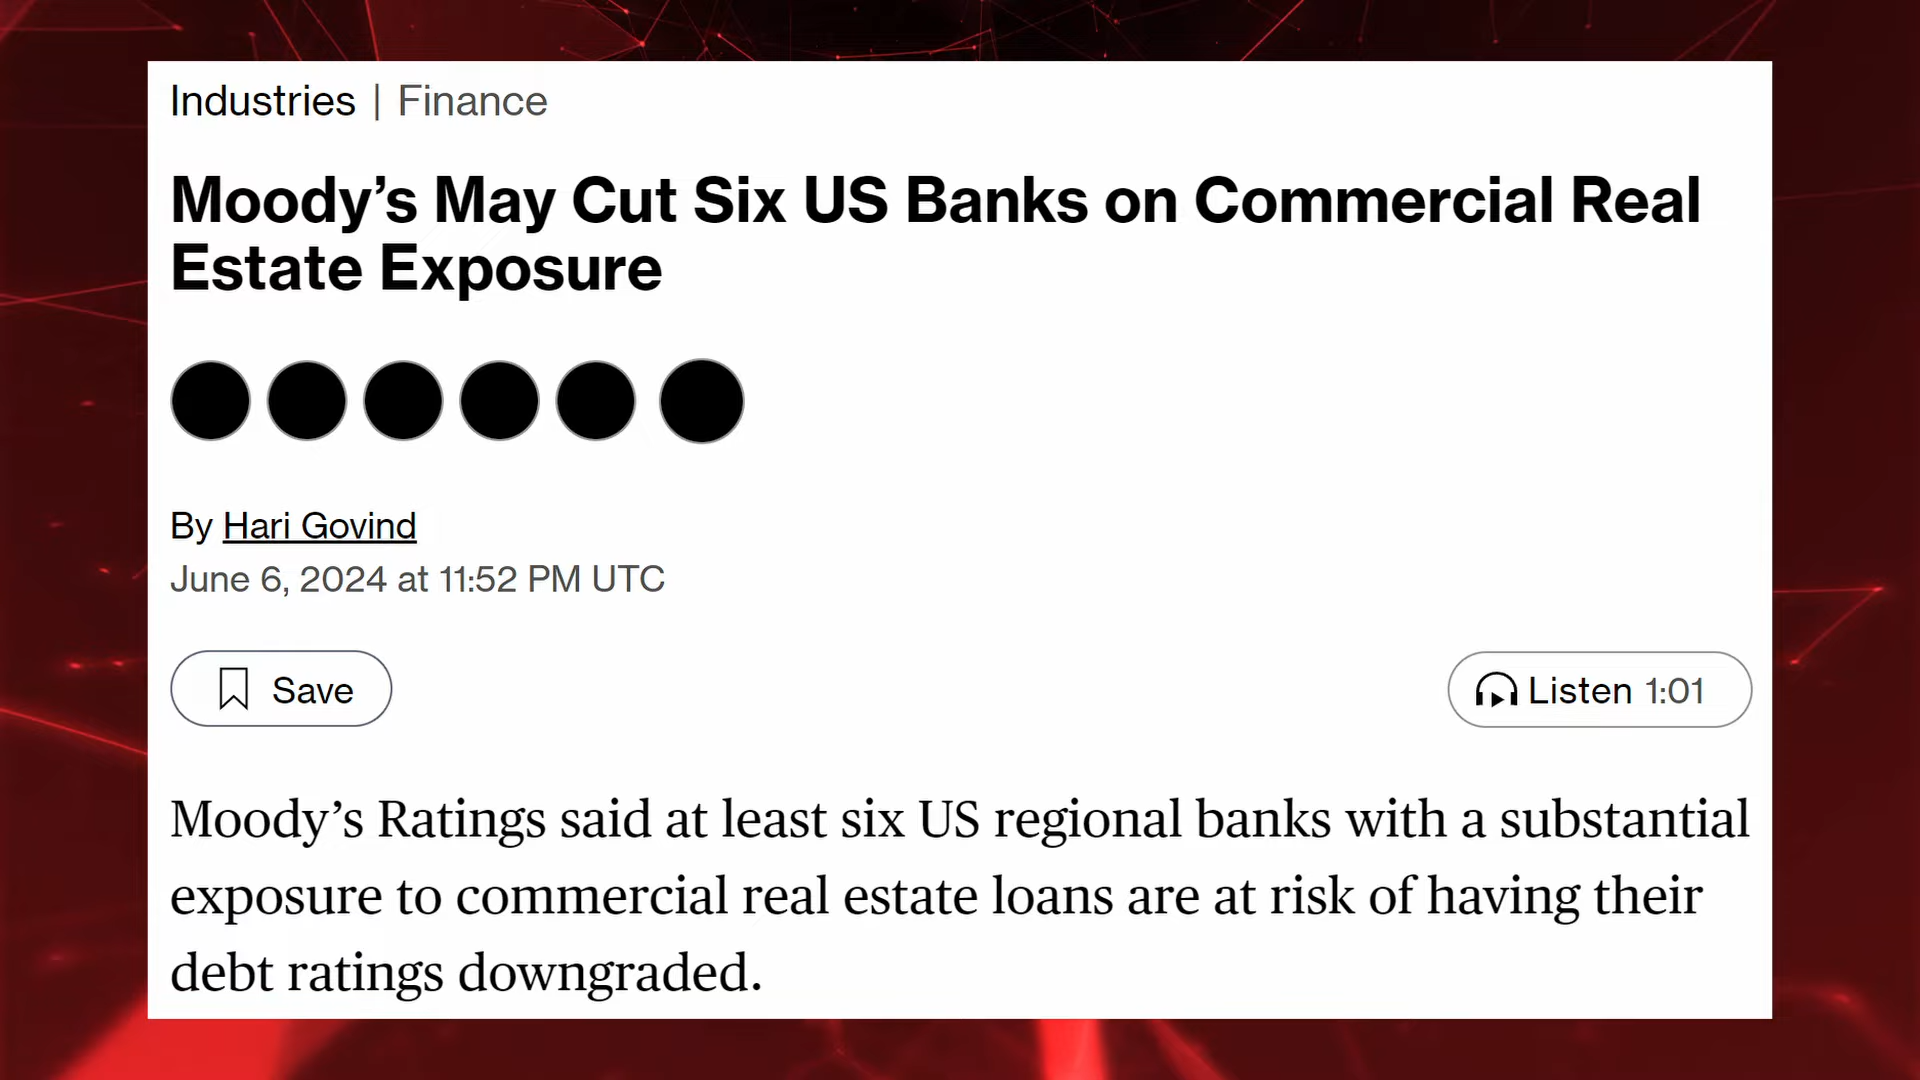 Industries | Finance
Moody’s May Cut Six US Banks on Commercial Real
Estate Exposure
By Hari Govind
June 6, 2024 at 11:52 PM UTC
Save
Listen 1:01
Moody’s Ratings said at least six US regional banks with a substantial
exposure to commercial real estate loans are at risk of having their
debt ratings downgraded.